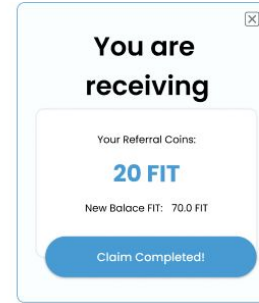 You are
receiving
Your Referral Coins:
20 FIT
New Balace FIT: 70.0 FIT
Claim Completed!